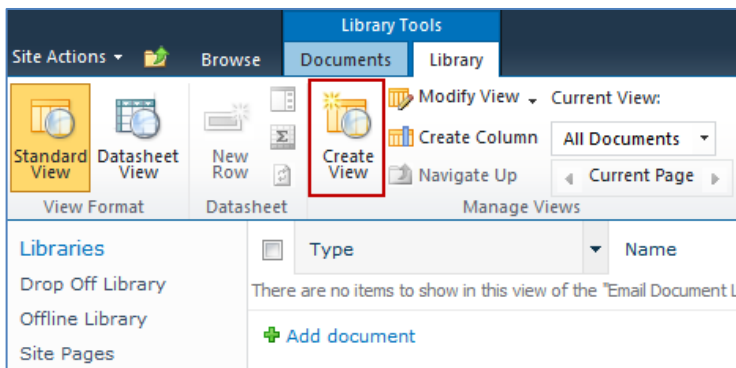 Library Tools
Site Actions Browse Documents Library
Standard View
Datasheet View
New Row
Σ
Create View
Modify View
Create Column
Navigate Up
Current View:
All Documents
Current Page
View Format
Datasheet
Manage Views
Libraries
Drop Off Library
Offline Library
Site Pages
Type Name
There are no items to show in this view of the "Email Document L
Add document